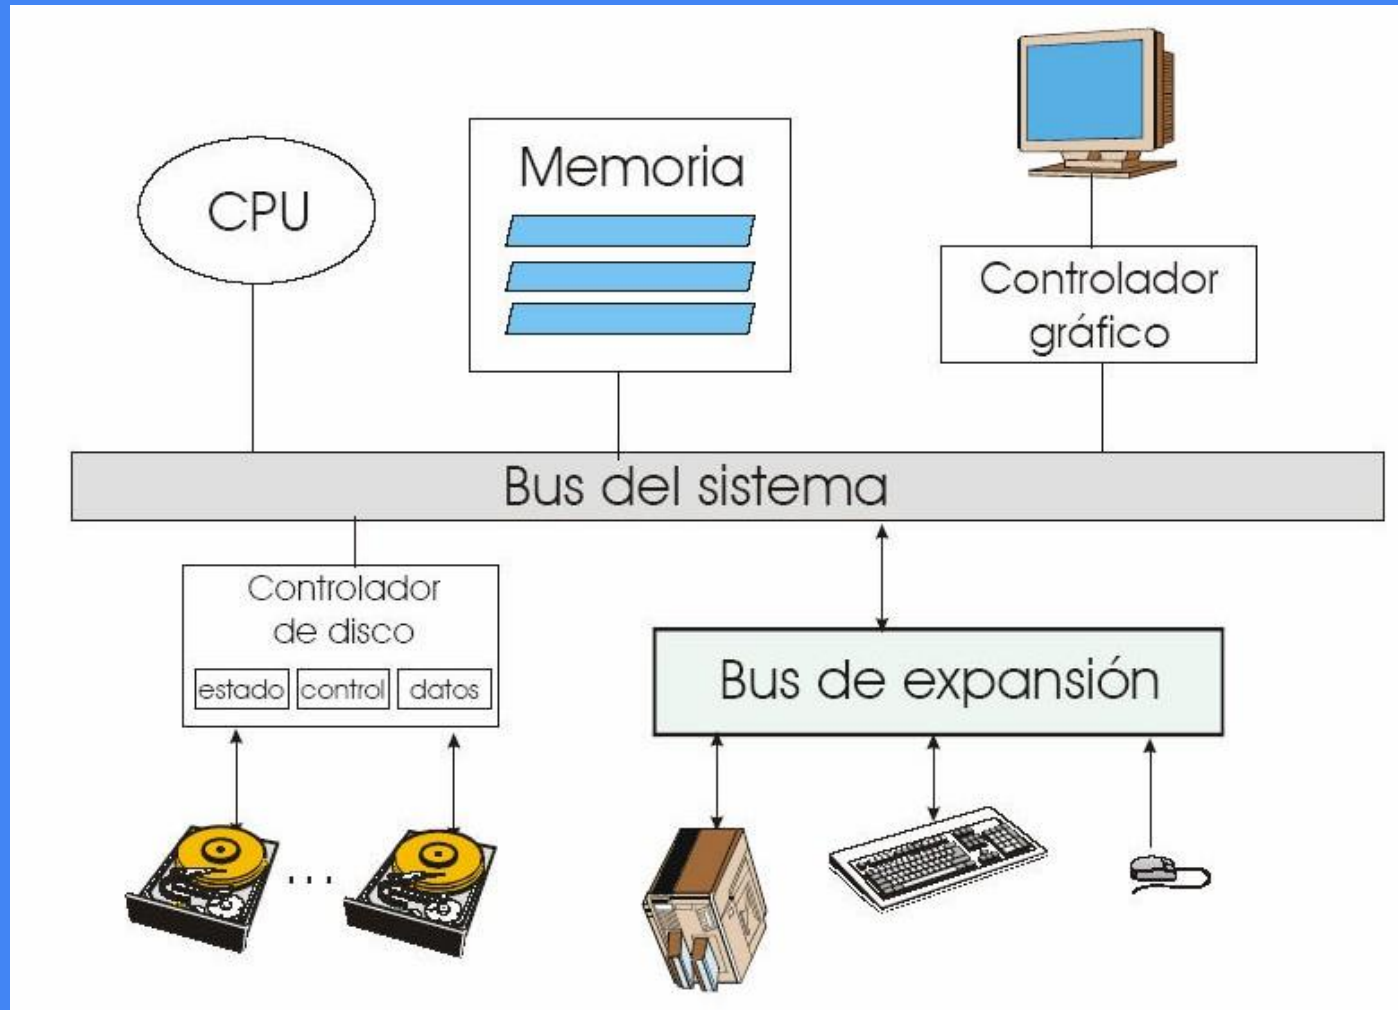 CPU
Memoria
Controlador
gráfico
Bus del sistema
Controlador
de disco
estado
control
datos
...
Bus de expansión